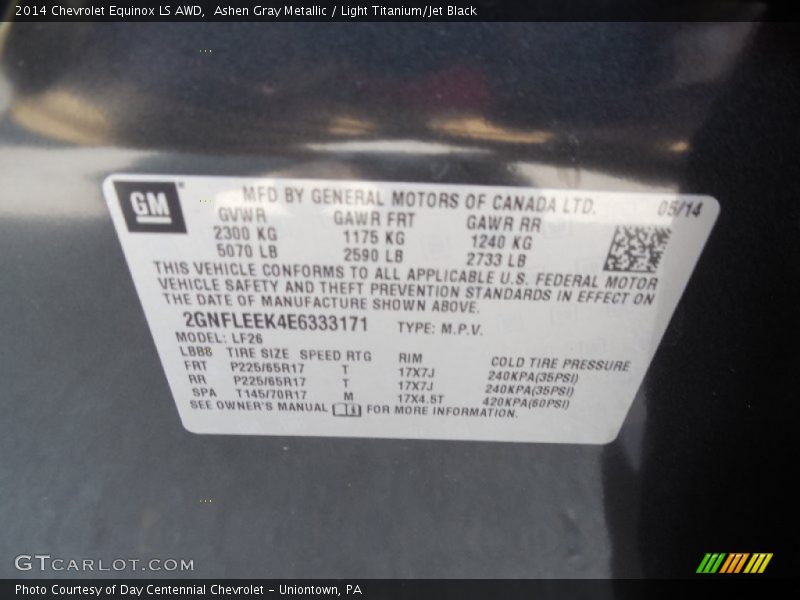 2014 Chevrolet Equinox LS AWD,  Ashen Gray Metallic / Light Titanium/Jet Black
GM MFD BY GENERAL MOTORS OF CANADA LTD. 05/14
GVWR GAWR FRT GAWR RR
2300 KG 1175 KG 1240 KG
5070 LB 2590 LB 2733 LB
THIS VEHICLE CONFORMS TO ALL APPLICABLE U.S. FEDERAL MOTOR
VEHICLE SAFETY AND THEFT PREVENTION STANDARDS IN EFFECT ON
THE DATE OF MANUFACTURE SHOWN ABOVE.
2GNFLEEK4E6333171 TYPE: M.P.V.
MODEL: LF26
LBB8 TIRE SIZE SPEED RTG RIM COLD TIRE PRESSURE
FRT P225/65R17 T 17X7J 240KPA(35PSI)
RR P225/65R17 T 17X7J 240KPA(35PSI)
SPA T145/70R17 M 17X4.5T 420KPA(60PSI)
SEE OWNER'S MANUAL FOR MORE INFORMATION.
GTCARLOT.COM
Photo Courtesy of Day Centennial Chevrolet - Uniontown, PA